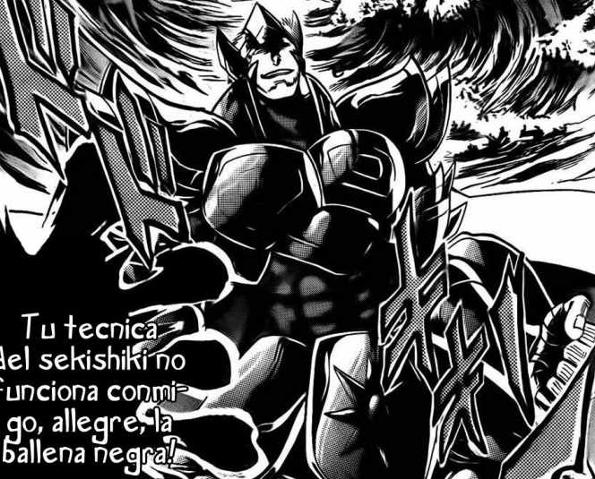 Tu tecnica
del sekishiki no
funciona conmi-
go, allegre, la
ballena negra!